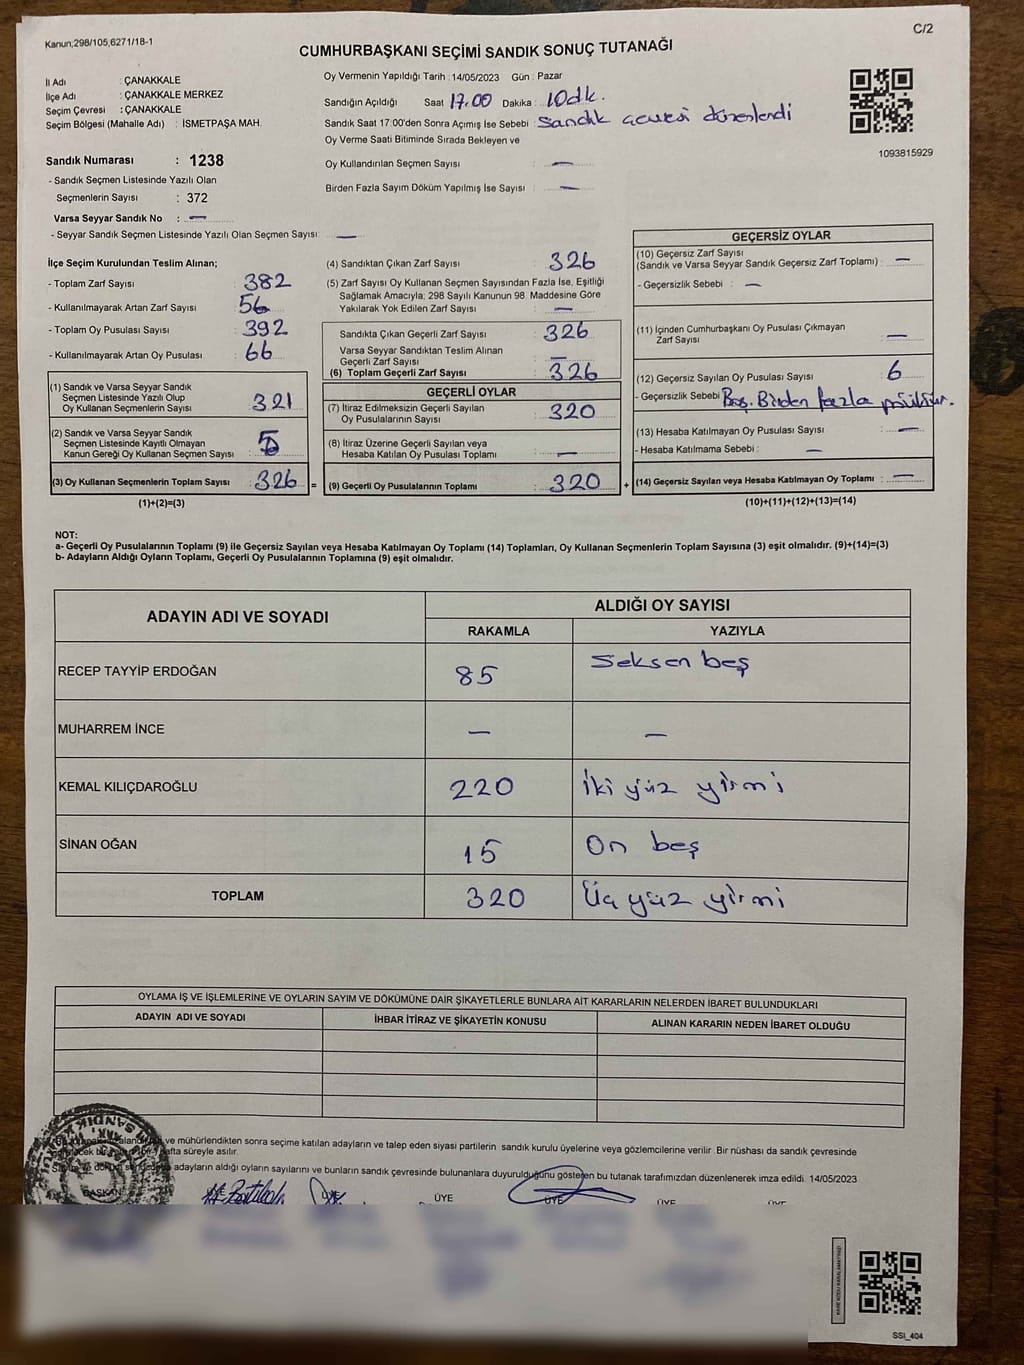 Kanun;298/105,6271/18-1
C/2
CUMHURBAŞKANI SEÇİMİ SANDIK SONUÇ TUTANAĞI
İl Adı : ÇANAKKALE
İlçe Adı : ÇANAKKALE MERKEZ
Seçim Çevresi : ÇANAKKALE
Seçim Bölgesi (Mahalle Adı) : İSMETPAŞA MAH.
Oy Vermenin Yapıldığı Tarih : 14/05/2023 Gün : Pazar
Sandığın Açıldığı Saat 17.00 Dakika : 10dk.
Sandık Saat 17:00'den Sonra Açımış İse Sebebi : Sandık çevresi düzenlendi
Oy Verme Saati Bitiminde Sırada Bekleyen ve
Oy Kullandırılan Seçmen Sayısı : —
Birden Fazla Sayım Döküm Yapılmış İse Sayısı : —
1093815929
Sandık Numarası : 1238
- Sandık Seçmen Listesinde Yazılı Olan
Seçmenlerin Sayısı : 372
Varsa Seyyar Sandık No : —
- Seyyar Sandık Seçmen Listesinde Yazılı Olan Seçmen Sayısı: —
İlçe Seçim Kurulundan Teslim Alınan;
- Toplam Zarf Sayısı : 382
- Kullanılmayarak Artan Zarf Sayısı : 56
- Toplam Oy Pusulası Sayısı : 392
- Kullanılmayarak Artan Oy Pusulası : 66
(1) Sandık ve Varsa Seyyar Sandık
Seçmen Listesinde Yazılı Olup
Oy Kullanan Seçmenlerin Sayısı : 321
(2) Sandık ve Varsa Seyyar Sandık
Seçmen Listesinde Kayıtlı Olmayan
Kanun Gereği Oy Kullanan Seçmen Sayısı : 5
(3) Oy Kullanan Seçmenlerin Toplam Sayısı : 326 =
(1)+(2)=(3)
(4) Sandıktan Çıkan Zarf Sayısı : 326
(5) Zarf Sayısı Oy Kullanan Seçmen Sayısından Fazla İse, Eşitliği
Sağlamak Amacıyla; 298 Sayılı Kanunun 98. Maddesine Göre
Yakılarak Yok Edilen Zarf Sayısı : —
Sandıkta Çıkan Geçerli Zarf Sayısı : 326
Varsa Seyyar Sandıktan Teslim Alınan
Geçerli Zarf Sayısı : —
(6) Toplam Geçerli Zarf Sayısı : 326
GEÇERLİ OYLAR
(7) İtiraz Edilmeksizin Geçerli Sayılan
Oy Pusulalarının Sayısı : 320
(8) İtiraz Üzerine Geçerli Sayılan veya
Hesaba Katılan Oy Pusulası Toplamı : —
(9) Geçerli Oy Pusulalarının Toplamı : 320 +
GEÇERSİZ OYLAR
(10) Geçersiz Zarf Sayısı
(Sandık ve Varsa Seyyar Sandık Geçersiz Zarf Toplamı) : —
- Geçersizlik Sebebi : —
(11) İçinden Cumhurbaşkanı Oy Pusulası Çıkmayan
Zarf Sayısı : —
(12) Geçersiz Sayılan Oy Pusulası Sayısı : 6
- Geçersizlik Sebebi : Boş. Birden fazla
(13) Hesaba Katılmayan Oy Pusulası Sayısı : —
- Hesaba Katılmama Sebebi : —
(14) Geçersiz Sayılan veya Hesaba Katılmayan Oy Toplamı : —
(10)+(11)+(12)+(13)=(14)
NOT:
a- Geçerli Oy Pusulalarının Toplamı (9) ile Geçersiz Sayılan veya Hesaba Katılmayan Oy Toplamı (14) Toplamları, Oy Kullanan Seçmenlerin Toplam Sayısına (3) eşit olmalıdır. (9)+(14)=(3)
b- Adayların Aldığı Oyların Toplamı, Geçerli Oy Pusulalarının Toplamına (9) eşit olmalıdır.
ADAYIN ADI VE SOYADI
ALDIĞI OY SAYISI
RAKAMLA YAZIYLA
RECEP TAYYİP ERDOĞAN 85 Seksen beş
MUHARREM İNCE — —
KEMAL KILIÇDAROĞLU 220 İki yüz yirmi
SİNAN OĞAN 15 On beş
TOPLAM 320 Üç yüz yirmi
OYLAMA İŞ VE İŞLEMLERİNE VE OYLARIN SAYIM VE DÖKÜMÜNE DAİR ŞİKAYETLERLE BUNLARA AİT KARARLARIN NELERDEN İBARET BULUNDUKLARI
ADAYIN ADI VE SOYADI İHBAR İTİRAZ VE ŞİKAYETİN KONUSU ALINAN KARARIN NEDEN İBARET OLDUĞU
ve mühürlendikten sonra seçime katılan adayların ve talep eden siyasi partilerin sandık kurulu üyelerine veya gözlemcilerine verilir. Bir nüshası da sandık çevresinde
hafta süreyle asılır.
adayların aldığı oyların sayılarını ve bunların sandık çevresinde bulunanlara duyurulduğunu gösteren bu tutanak tarafımızdan düzenlenerek imza edildi. 14/05/2023
BAŞKAN ÜYE ÜYE ÜYE ÜYE
SSI_404